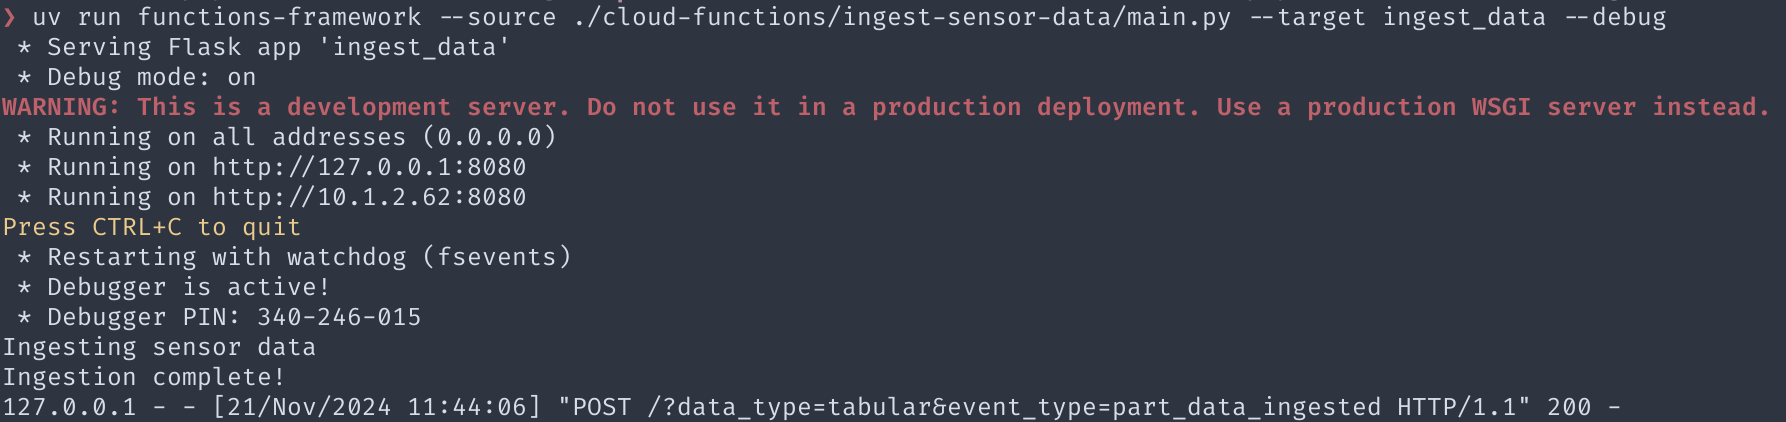 ❯ uv run functions-framework --source ./cloud-functions/ingest-sensor-data/main.py --target ingest_data --debug
 * Serving Flask app 'ingest_data'
 * Debug mode: on
WARNING: This is a development server. Do not use it in a production deployment. Use a production WSGI server instead.
 * Running on all addresses (0.0.0.0)
 * Running on http://127.0.0.1:8080
 * Running on http://10.1.2.62:8080
Press CTRL+C to quit
 * Restarting with watchdog (fsevents)
 * Debugger is active!
 * Debugger PIN: 340-246-015
Ingesting sensor data
Ingestion complete!
127.0.0.1 - - [21/Nov/2024 11:44:06] "POST /?data_type=tabular&event_type=part_data_ingested HTTP/1.1" 200 -